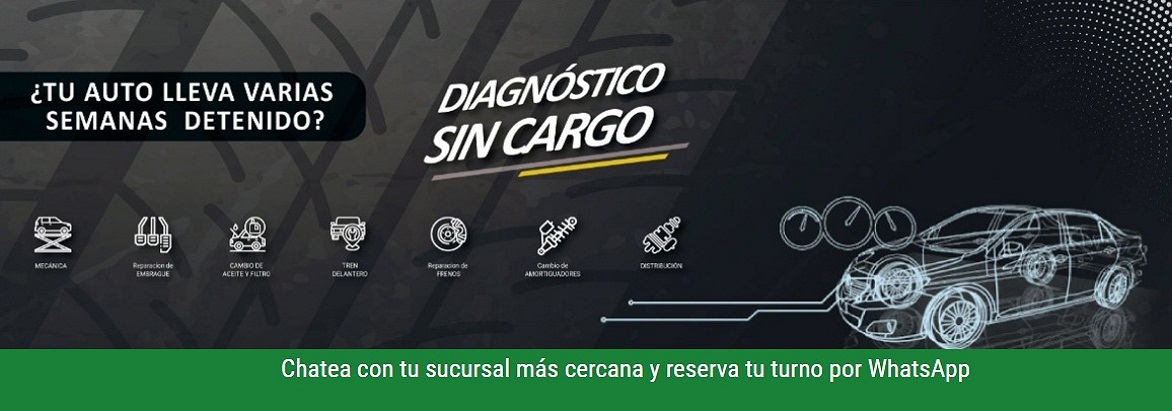 ¿TU AUTO LLEVA VARIAS
SEMANAS DETENIDO?
DIAGNÓSTICO
SIN CARGO
MECÁNICA
Reparacion de
EMBRAGUE
CAMBIO DE
ACEITE Y FILTRO
TREN
DELANTERO
Reparacion de
FRENOS
Cambio de
AMORTIGUADORES
DISTRIBUCIÓN
Chatea con tu sucursal más cercana y reserva tu turno por WhatsApp